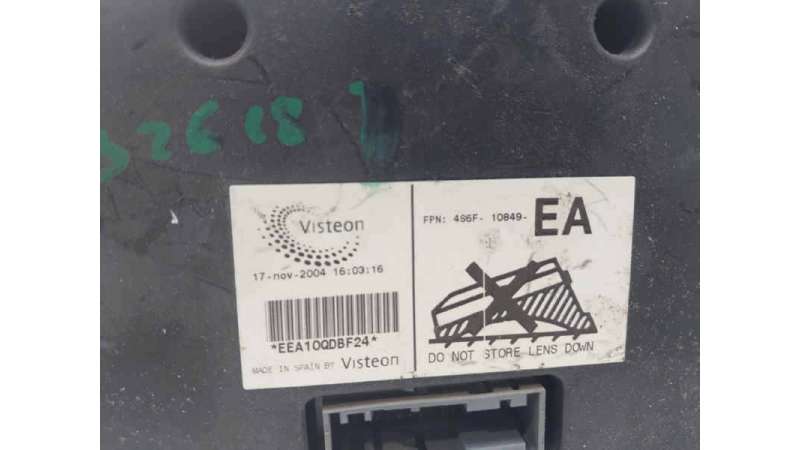 32618
Visteon
17-nov-2004 16:03:16
*EEA10QDBF24*
MADE IN SPAIN BY Visteon
FPN: 4S6F- 10849- EA
DO NOT STORE LENS DOWN